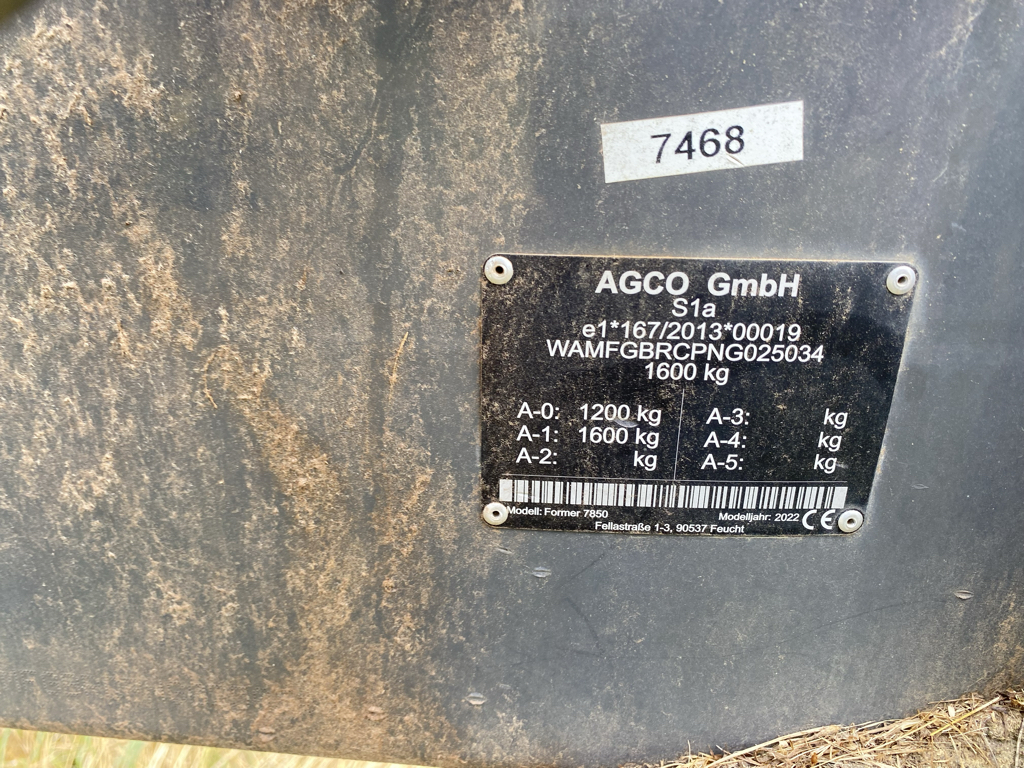 7468
AGCO GmbH
S1a
e1*167/2013*00019
WAMFGBRCPNG025034
1600 kg
A-0: 1200 kg A-3: kg
A-1: 1600 kg A-4: kg
A-2: kg A-5: kg
Modell: Former 7850 Modelljahr: 2022 CE
Fellastraße 1-3, 90537 Feucht